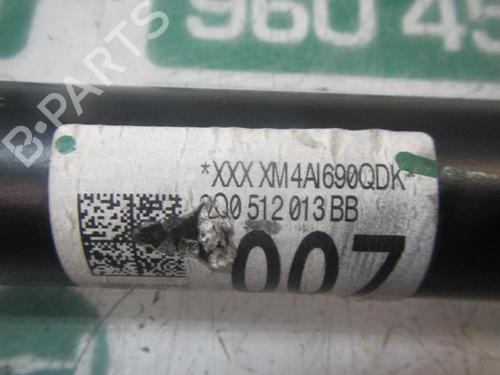 960 45
B-PARTS
*XXX XM4AI690QDK*
2Q0 512 013 BB
007